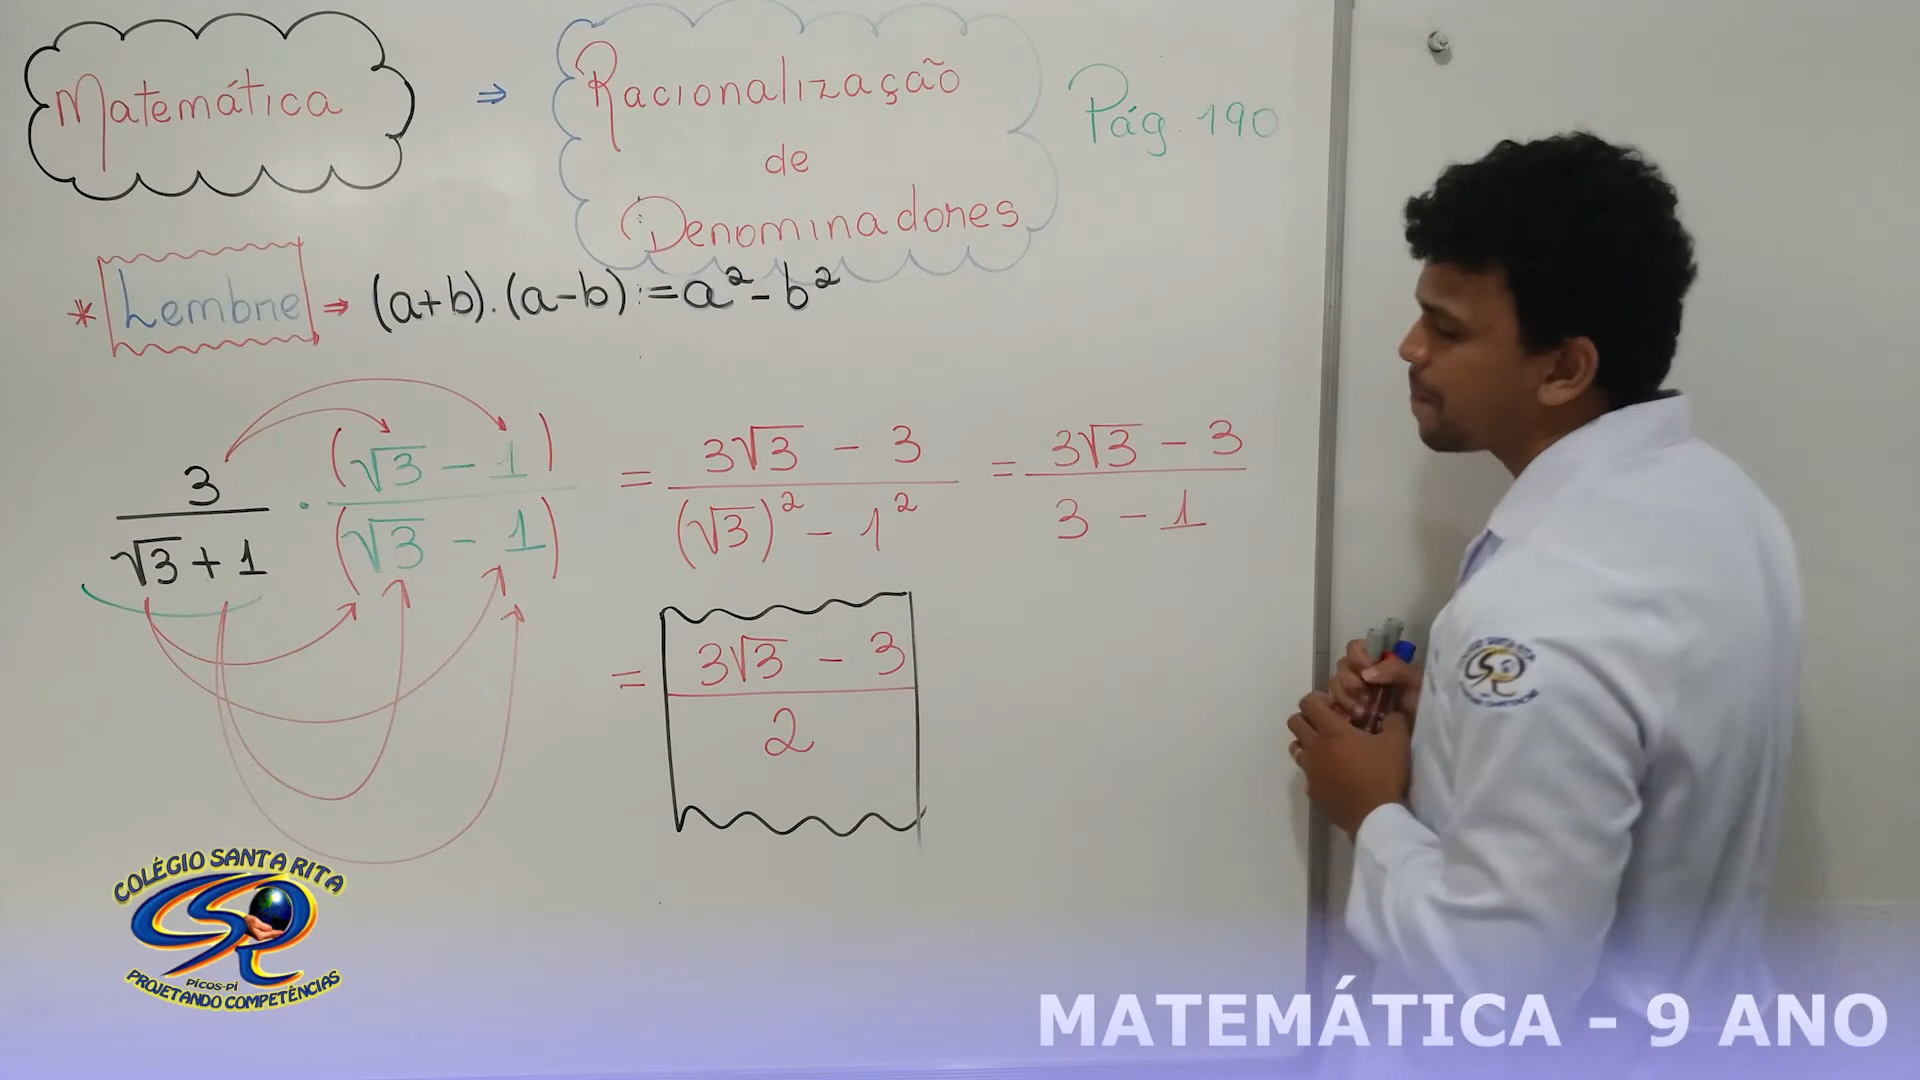 Matemática ⇒ Racionalização
de
Denominadores
Pág. 190
* Lembre ⇒ (a+b).(a-b) = a² - b²
3/(√3 + 1) · (√3 - 1)/(√3 - 1) = (3√3 - 3)/((√3)² - 1²) = (3√3 - 3)/(3 - 1)
= (3√3 - 3)/2
COLÉGIO SANTA RITA
PICOS-PI
PROJETANDO COMPETÊNCIAS
MATEMÁTICA - 9 ANO